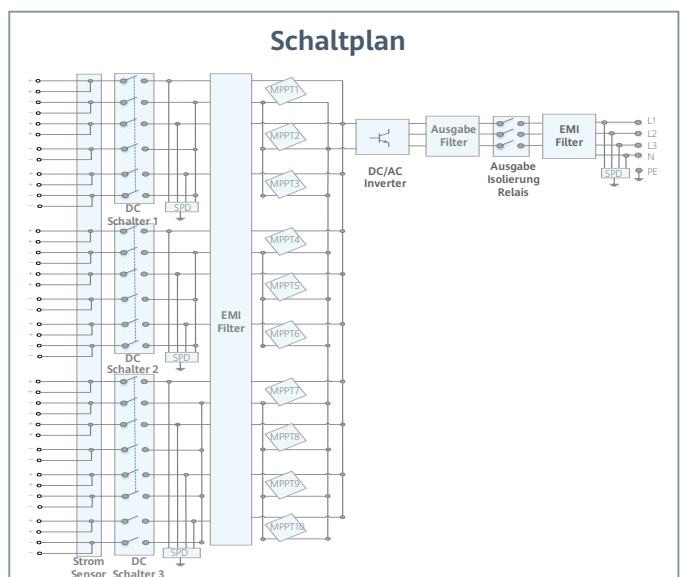 Schaltplan
MPPT1
MPPT2
MPPT3
DC
Schalter 1
SPD
MPPT4
MPPT5
MPPT6
DC
Schalter 2
SPD
EMI
Filter
MPPT7
MPPT8
MPPT9
MPPT10
Strom
Sensor
DC
Schalter 3
SPD
DC/AC
Inverter
Ausgabe
Filter
Ausgabe
Isolierung
Relais
EMI
Filter
L1
L2
L3
N
SPD
PE